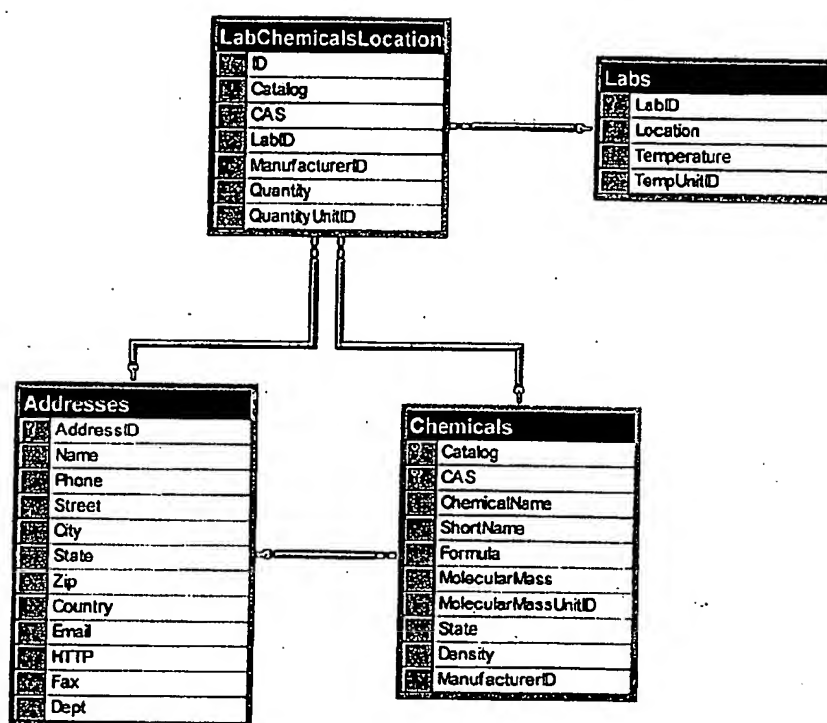 LabChemicalsLocation
ID
Catalog
CAS
LabID
ManufacturerID
Quantity
QuantityUnitID
Labs
LabID
Location
Temperature
TempUnitID
Addresses
AddressID
Name
Phone
Street
City
State
Zip
Country
Email
HTTP
Fax
Dept
Chemicals
Catalog
CAS
ChemicalName
ShortName
Formula
MolecularMass
MolecularMassUnitID
State
Density
ManufacturerID